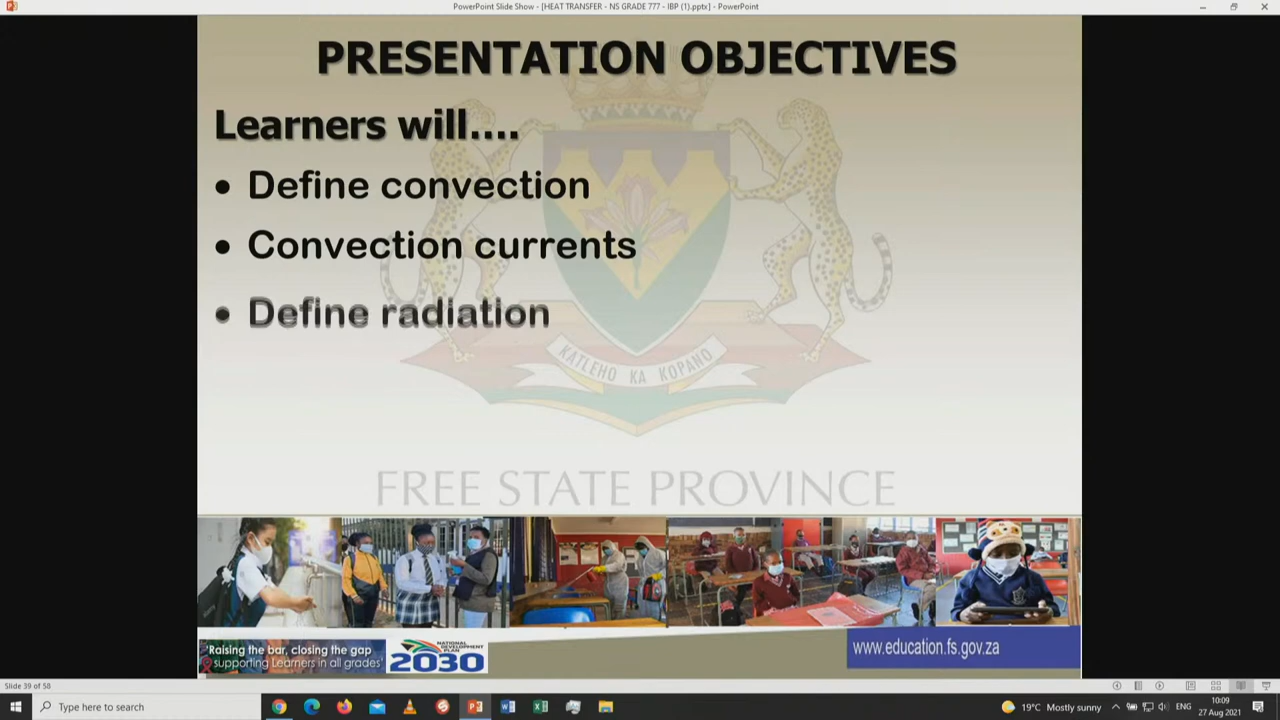 PowerPoint Slide Show - [HEAT TRANSFER - NS GRADE 777 - IBP (1).pptx] - PowerPoint
PRESENTATION OBJECTIVES
Learners will....
• Define convection
• Convection currents
• Define radiation
KATLEHO KA KOPANO
FREE STATE PROVINCE
'Raising the bar, closing the gap
supporting Learners in all grades'
NATIONAL
DEVELOPMENT
PLAN
2030
www.education.fs.gov.za
Slide 39 of 58
Type here to search
19°C Mostly sunny
ENG
10:09
27 Aug 2021